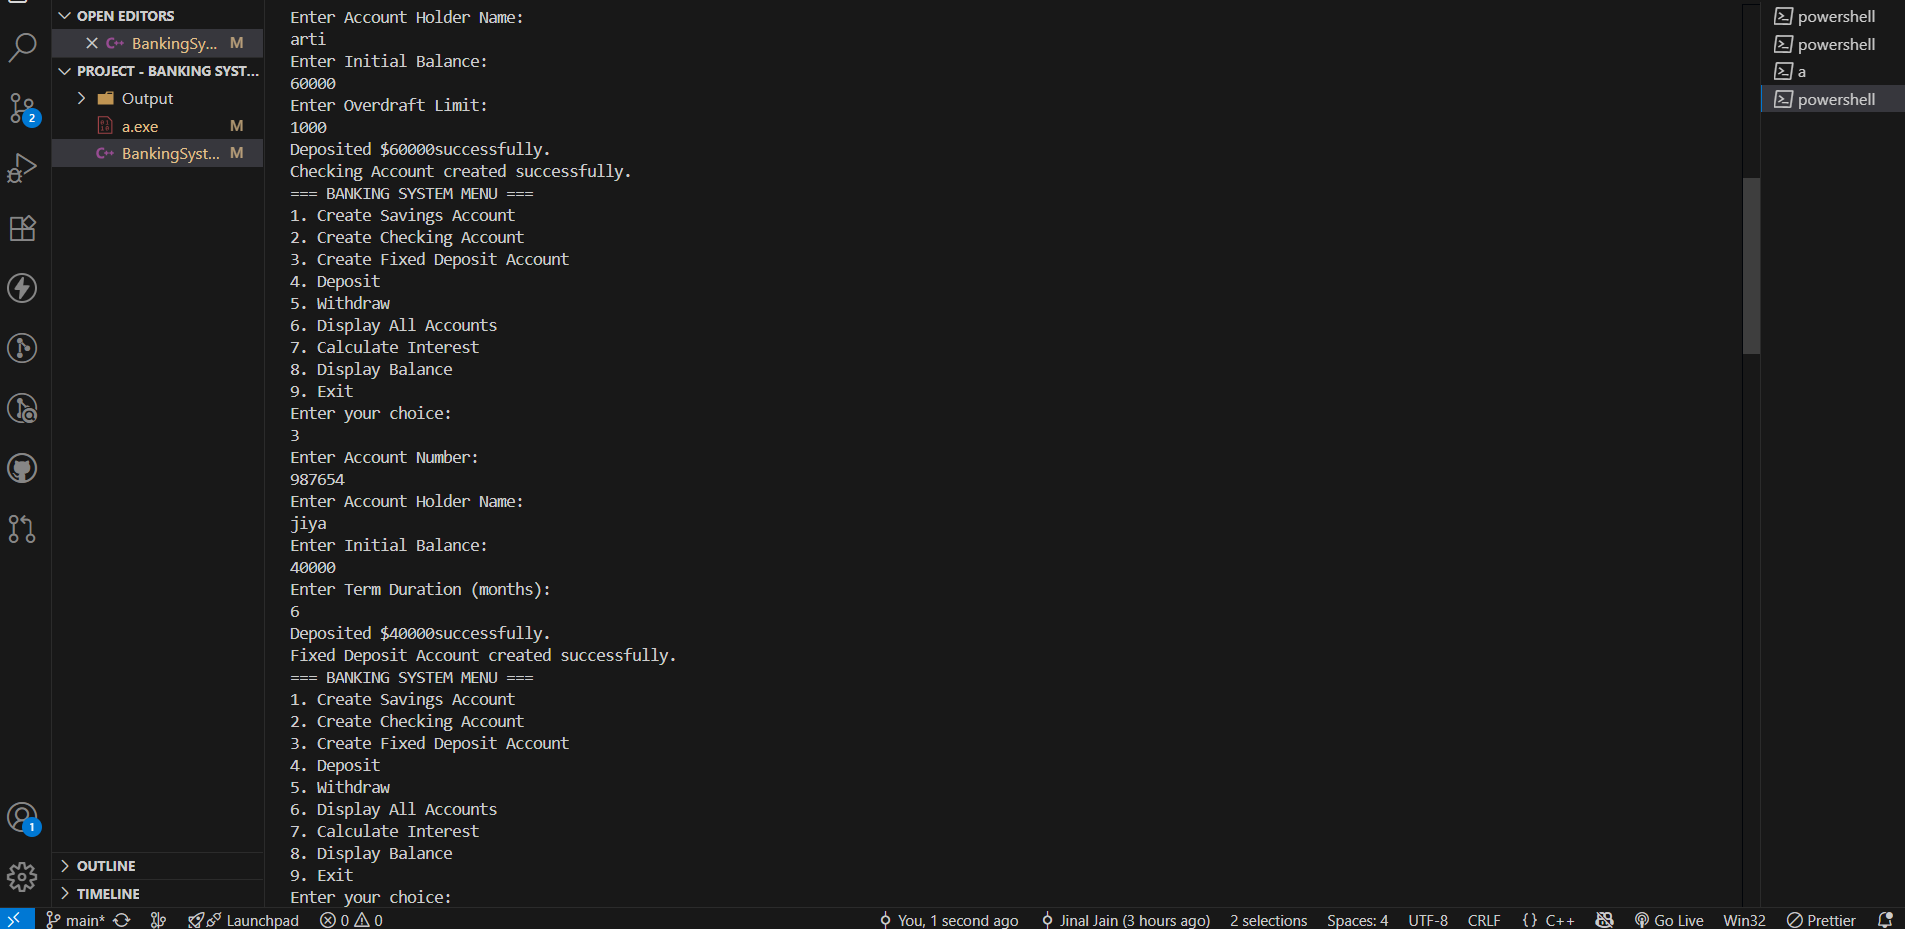 OPEN EDITORS
BankingSy... M
PROJECT - BANKING SYST...
Output
a.exe M
BankingSyst... M
2
1
OUTLINE
TIMELINE
Enter Account Holder Name:
arti
Enter Initial Balance:
60000
Enter Overdraft Limit:
1000
Deposited $60000successfully.
Checking Account created successfully.
=== BANKING SYSTEM MENU ===
1. Create Savings Account
2. Create Checking Account
3. Create Fixed Deposit Account
4. Deposit
5. Withdraw
6. Display All Accounts
7. Calculate Interest
8. Display Balance
9. Exit
Enter your choice:
3
Enter Account Number:
987654
Enter Account Holder Name:
jiya
Enter Initial Balance:
40000
Enter Term Duration (months):
6
Deposited $40000successfully.
Fixed Deposit Account created successfully.
=== BANKING SYSTEM MENU ===
1. Create Savings Account
2. Create Checking Account
3. Create Fixed Deposit Account
4. Deposit
5. Withdraw
6. Display All Accounts
7. Calculate Interest
8. Display Balance
9. Exit
Enter your choice:
powershell
powershell
a
powershell
main* Launchpad 0 0 You, 1 second ago Jinal Jain (3 hours ago) 2 selections Spaces: 4 UTF-8 CRLF {} C++ Go Live Win32 Prettier